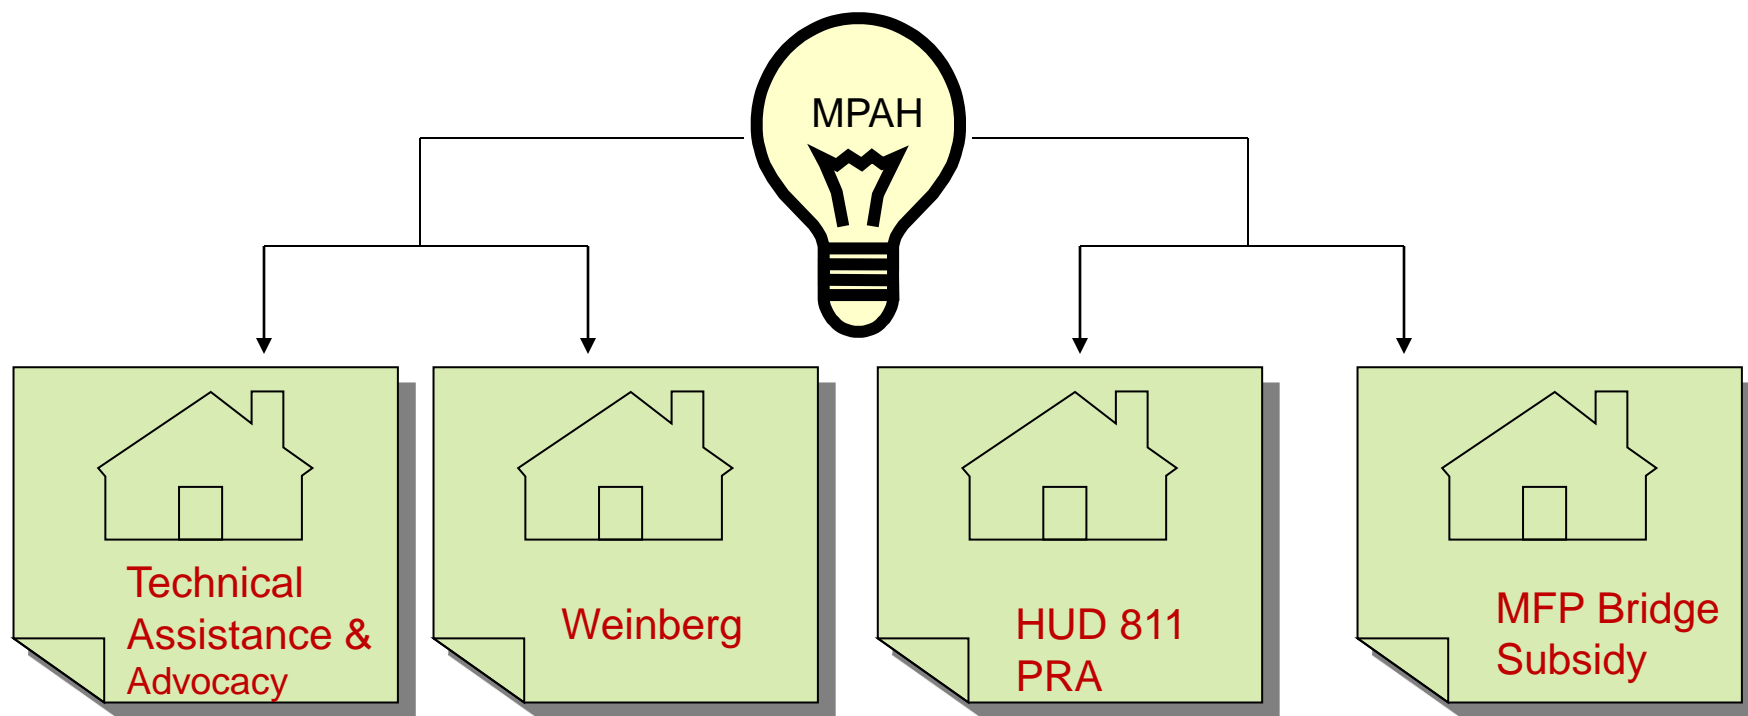 MPAH
Technical
Assistance &
Advocacy
Weinberg
HUD 811
PRA
MFP Bridge
Subsidy